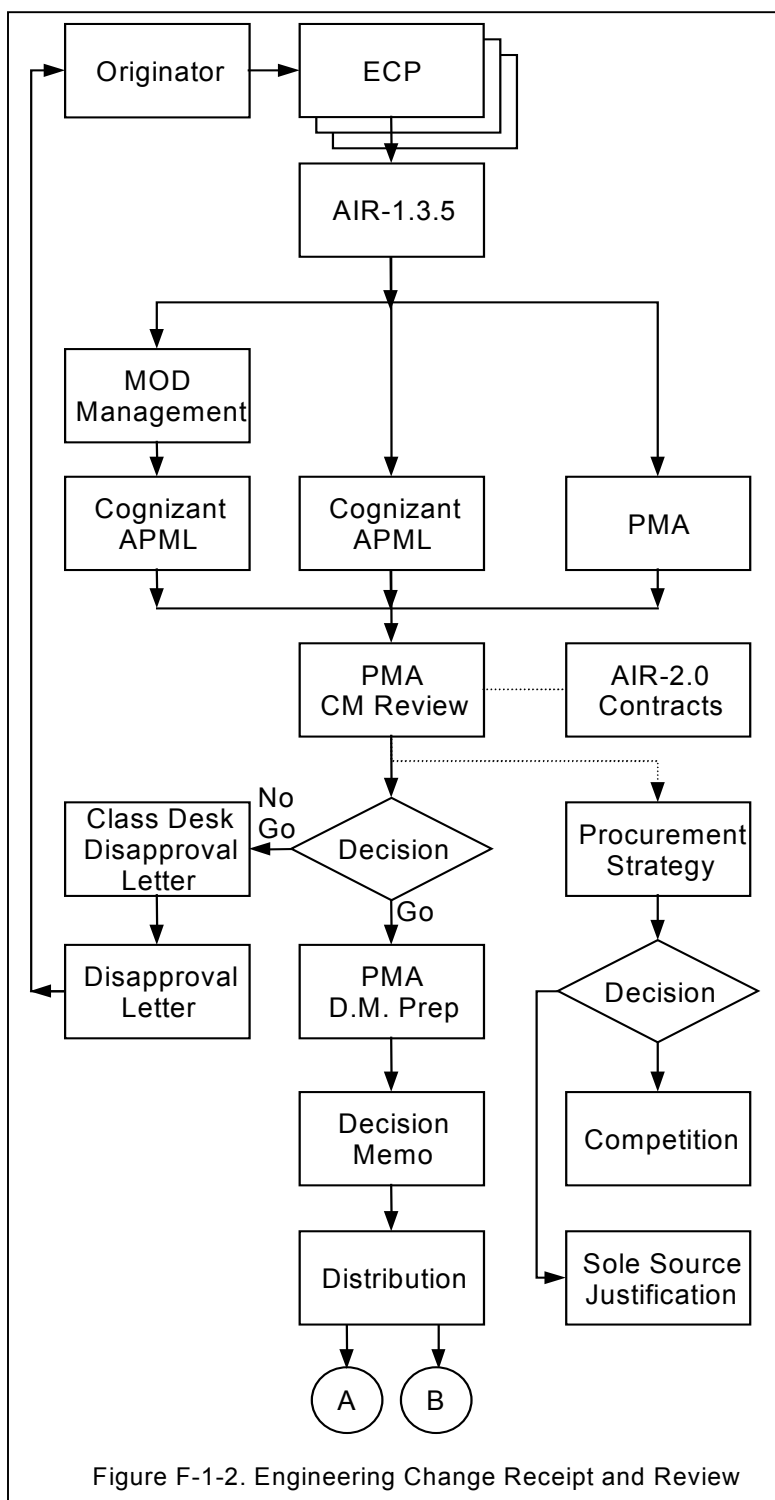 Originator
ECP
AIR-1.3.5
MOD
Management
Cognizant
APML
Cognizant
APML
PMA
PMA
CM Review
AIR-2.0
Contracts
No
Go
Class Desk
Disapproval
Letter
Decision
Procurement
Strategy
Go
Disapproval
Letter
PMA
D.M. Prep
Decision
Decision
Memo
Competition
Distribution
Sole Source
Justification
A
B
Figure F-1-2. Engineering Change Receipt and Review